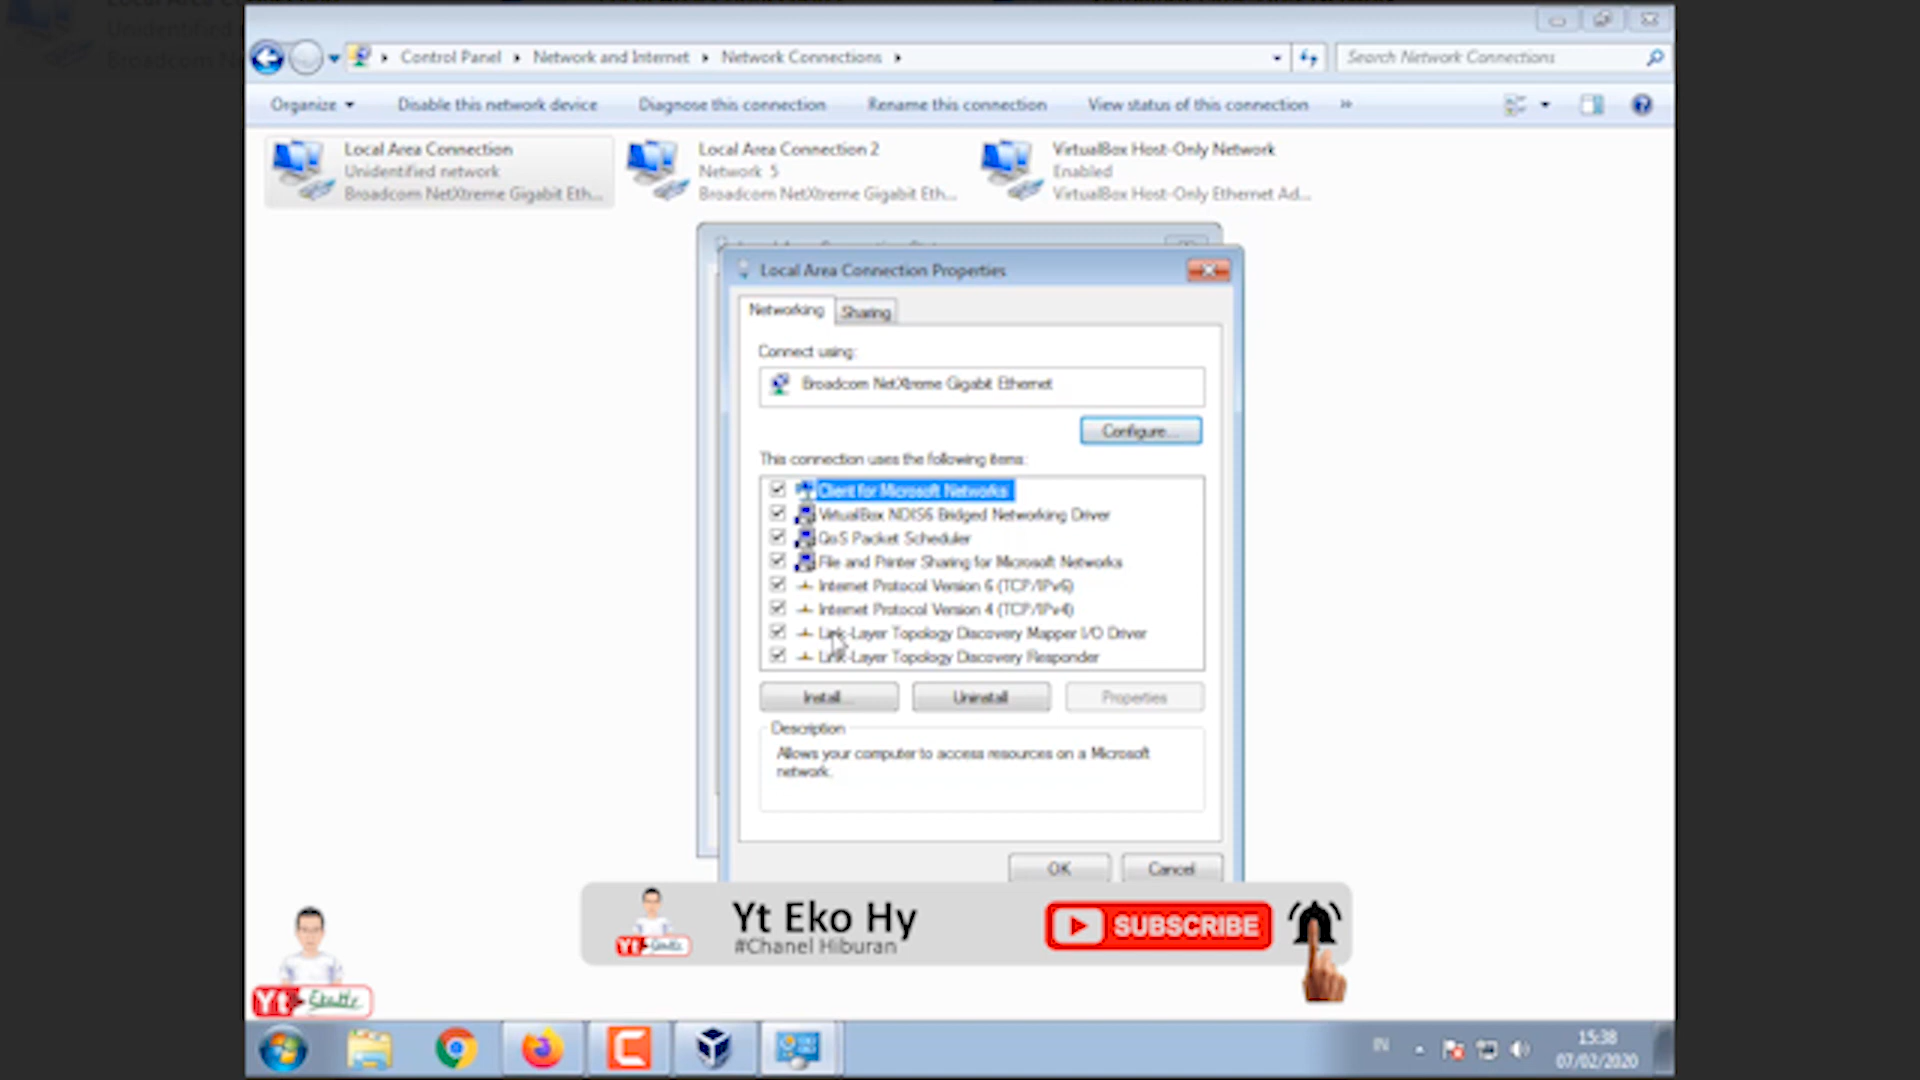 Control Panel
Network and Internet
Network Connections
Search Network Connections
Organize
Disable this network device
Diagnose this connection
Rename this connection
View status of this connection
»
Local Area Connection
Unidentified network
Broadcom NetXtreme Gigabit Eth...
Local Area Connection 2
Network 5
Broadcom NetXtreme Gigabit Eth...
VirtualBox Host-Only Network
Enabled
VirtualBox Host-Only Ethernet Ad...
Local Area Connection Properties
Networking
Sharing
Connect using:
Broadcom NetXtreme Gigabit Ethernet
Configure...
This connection uses the following items:
Client for Microsoft Networks
VirtualBox NDIS6 Bridged Networking Driver
QoS Packet Scheduler
File and Printer Sharing for Microsoft Networks
Internet Protocol Version 6 (TCP/IPv6)
Internet Protocol Version 4 (TCP/IPv4)
Link-Layer Topology Discovery Mapper I/O Driver
Link-Layer Topology Discovery Responder
Install...
Uninstall
Properties
Description
Allows your computer to access resources on a Microsoft
network.
OK
Cancel
Yt Eko Hy
#Chanel Hiburan
SUBSCRIBE
Yt
Yt
EkoHy
IN
15:38
07/02/2020